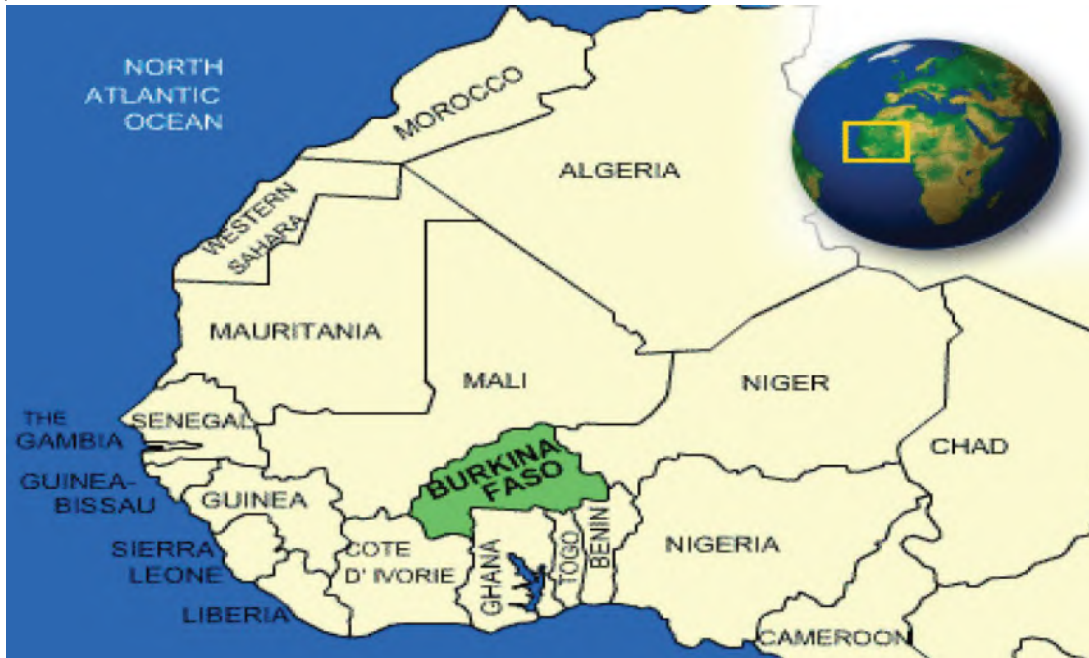 NORTH
ATLANTIC
OCEAN
MOROCCO
ALGERIA
WESTERN
SAHARA
MAURITANIA
MALI
NIGER
CHAD
THE
GAMBIA
SENEGAL
GUINEA-
BISSAU
GUINEA
BURKINA
FASO
SIERRA
LEONE
COTE
D' IVORIE
GHANA
TOGO
BENIN
NIGERIA
LIBERIA
CAMEROON